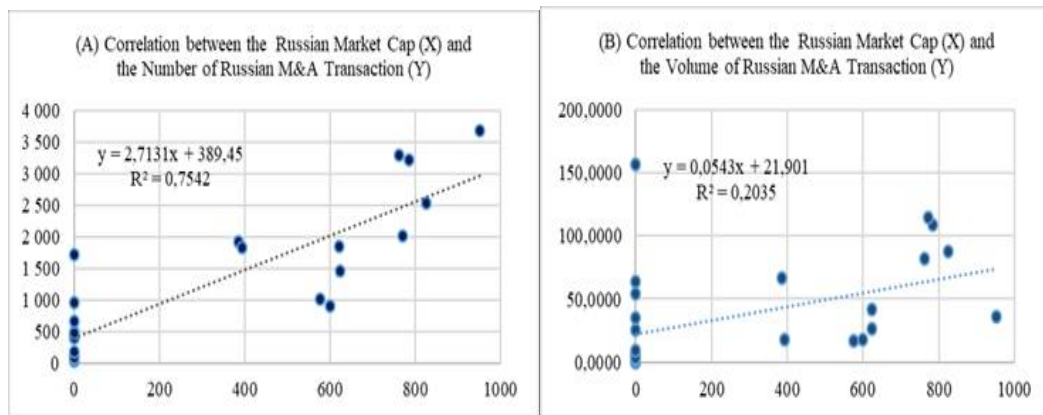 (A) Correlation between the Russian Market Cap (X) and
the Number of Russian M&A Transaction (Y)
4 000
3 500
3 000
2 500
2 000
1 500
1 000
500
0
y = 2,7131x + 389,45
R² = 0,7542
0 200 400 600 800 1000
(B) Correlation between the Russian Market Cap (X) and
the Volume of Russian M&A Transaction (Y)
200,0000
150,0000
100,0000
50,0000
0,0000
y = 0,0543x + 21,901
R² = 0,2035
0 200 400 600 800 1000